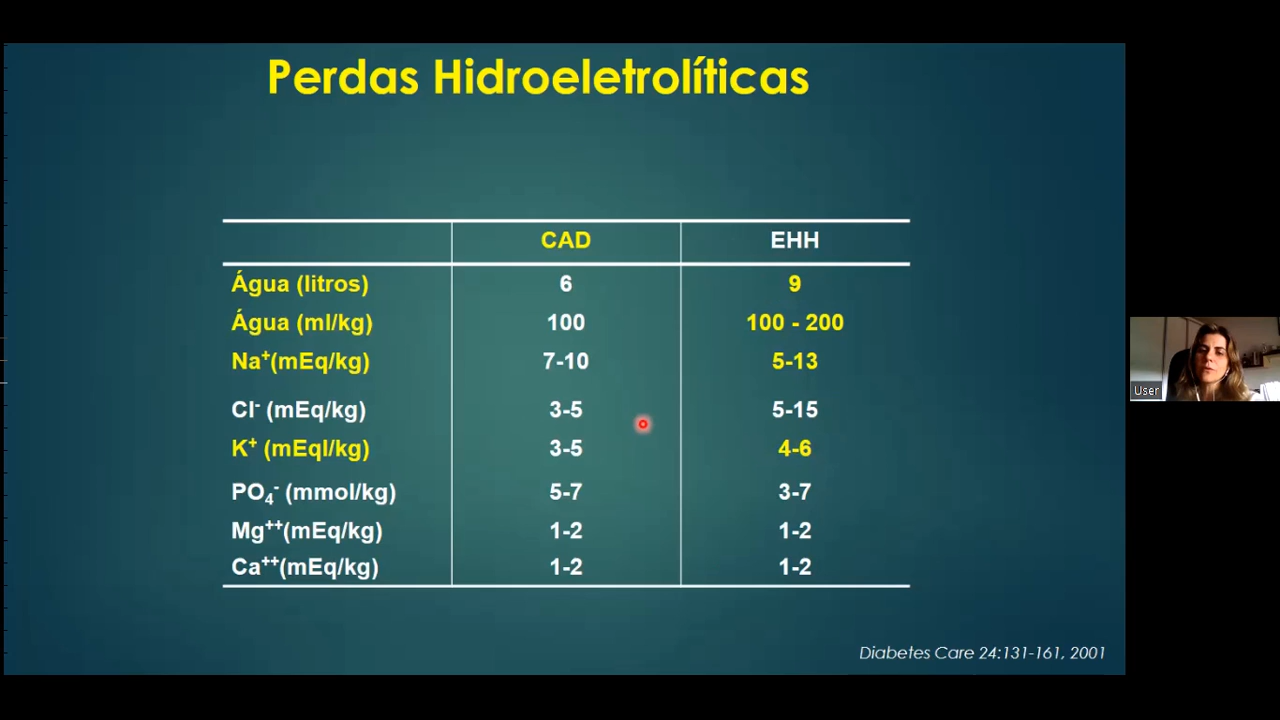 Perdas Hidroeletrolíticas
CAD EHH
Água (litros) 6 9
Água (ml/kg) 100 100 - 200
Na⁺(mEq/kg) 7-10 5-13
Cl⁻ (mEq/kg) 3-5 5-15
K⁺ (mEql/kg) 3-5 4-6
PO₄⁻ (mmol/kg) 5-7 3-7
Mg⁺⁺(mEq/kg) 1-2 1-2
Ca⁺⁺(mEq/kg) 1-2 1-2
Diabetes Care 24:131-161, 2001
User